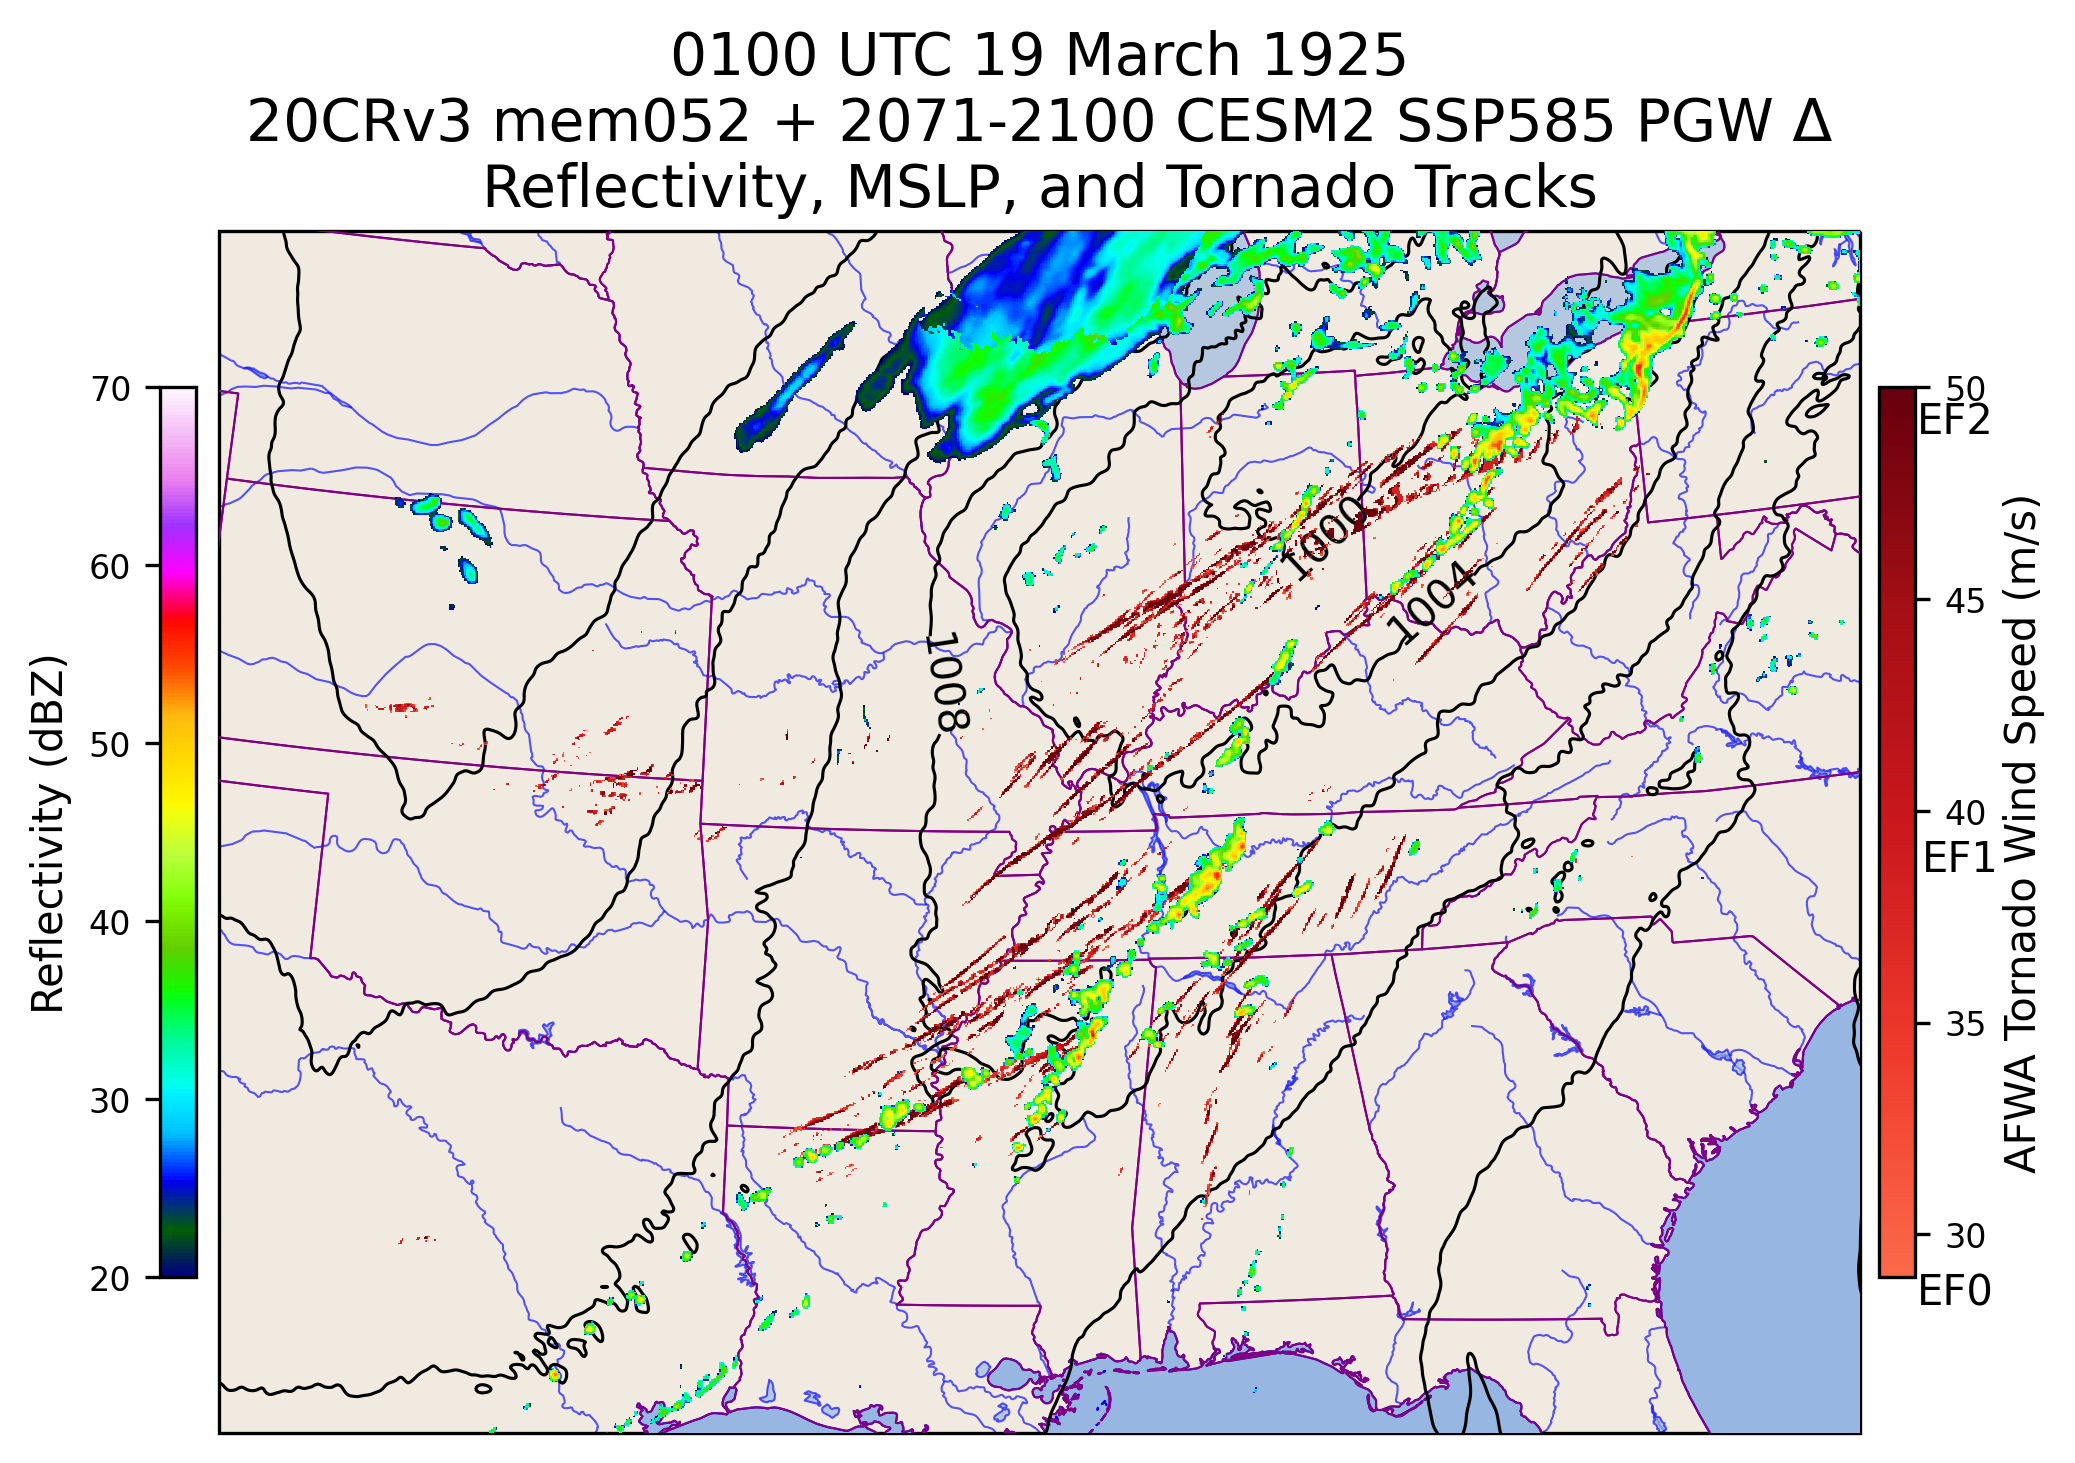 0100 UTC 19 March 1925
20CRv3 mem052 + 2071-2100 CESM2 SSP585 PGW Δ
Reflectivity, MSLP, and Tornado Tracks
Reflectivity (dBZ)
70
60
50
40
30
20
1000
1004
1008
50
EF2
45
40
EF1
35
30
EF0
AFWA Tornado Wind Speed (m/s)